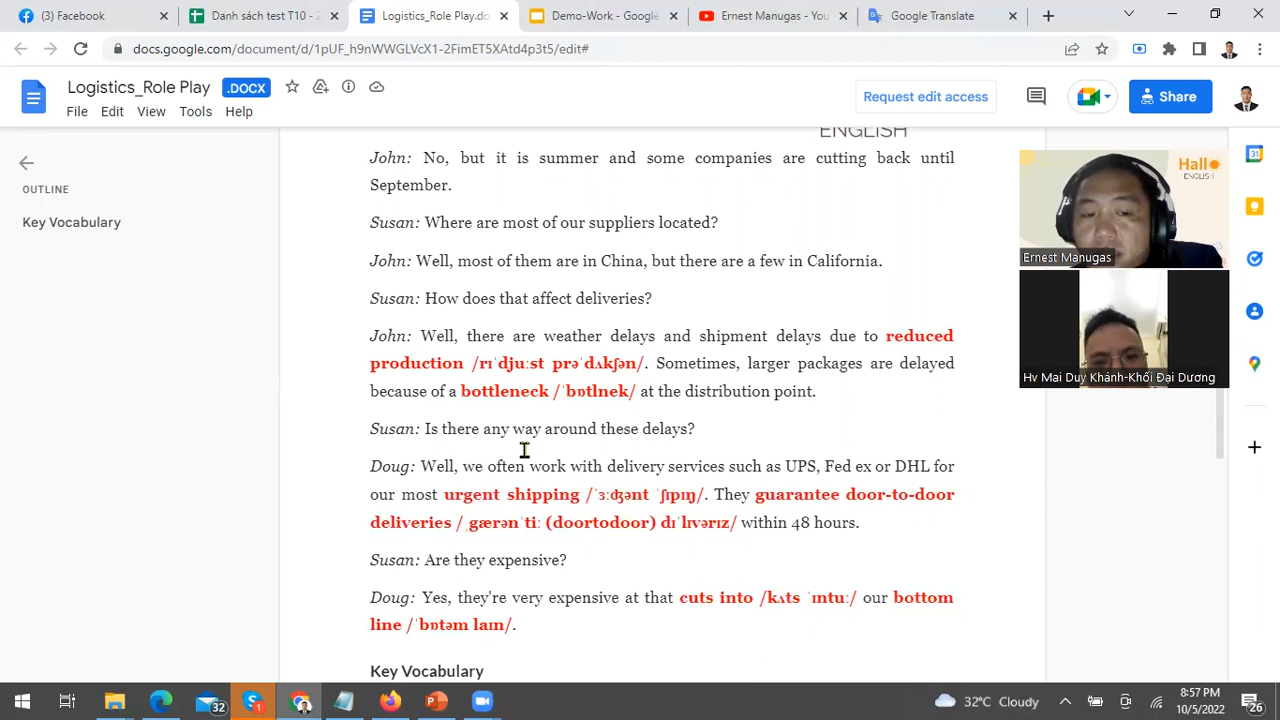 (3) Facebook
Danh sách test T10 -
Logistics_Role Play.do
Demo-Work - Google
Ernest Manugas - You
Google Translate
docs.google.com/document/d/1pUF_h9nWWGLVcX1-2FimET5XAtd4p3t5/edit#
Logistics_Role Play .DOCX
File Edit View Tools Help
Request edit access
Share
OUTLINE
Key Vocabulary
ENGLISH
John: No, but it is summer and some companies are cutting back until
September.
Susan: Where are most of our suppliers located?
John: Well, most of them are in China, but there are a few in California.
Susan: How does that affect deliveries?
John: Well, there are weather delays and shipment delays due to reduced
production /rɪˈdjuːst prəˈdʌkʃən/. Sometimes, larger packages are delayed
because of a bottleneck /ˈbɒtlnek/ at the distribution point.
Susan: Is there any way around these delays?
Doug: Well, we often work with delivery services such as UPS, Fed ex or DHL for
our most urgent shipping /ˈɜːʤənt ˈʃɪpɪŋ/. They guarantee door-to-door
deliveries /ˌgærənˈtiː (doortodoor) dɪˈlɪvərɪz/ within 48 hours.
Susan: Are they expensive?
Doug: Yes, they're very expensive at that cuts into /kʌts ˈɪntuː/ our bottom
line /ˈbɒtəm laɪn/.
Key Vocabulary
Hallo
ENGLISH
Ernest Manugas
Hv Mai Duy Khánh-Khối Đại Dương
31
32
1
32°C Cloudy
8:57 PM
10/5/2022
26